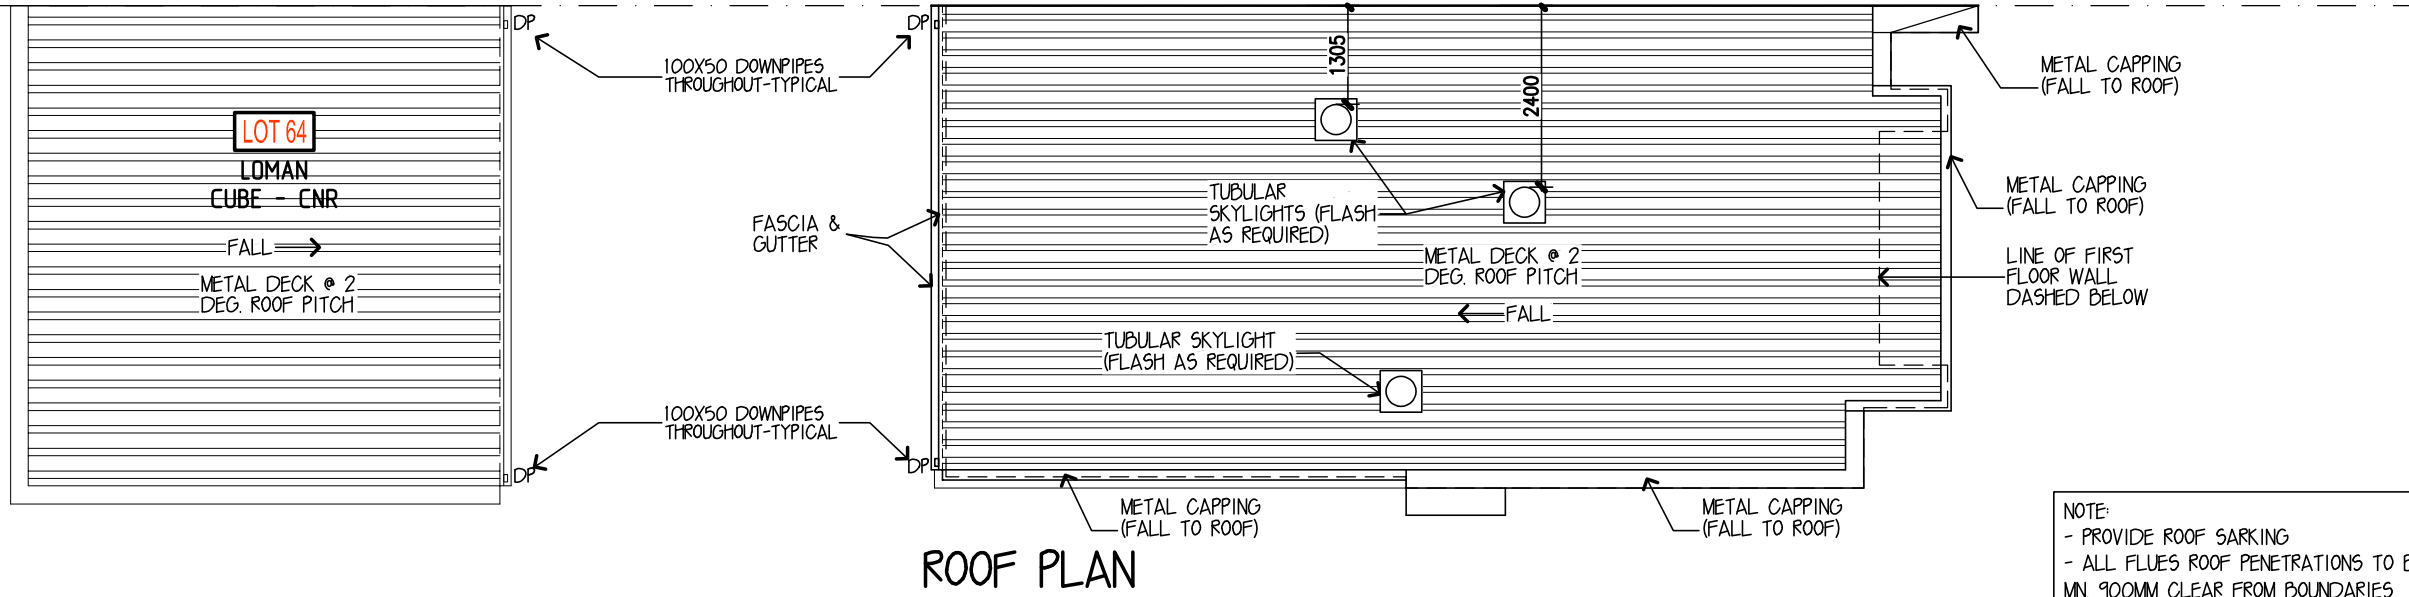 DP
100X50 DOWNPIPES
THROUGHOUT-TYPICAL
DP
1305
2400
METAL CAPPING
(FALL TO ROOF)
LOT 64
LOMAN
CUBE - CNR
FALL
METAL DECK @ 2
DEG. ROOF PITCH
FASCIA &
GUTTER
TUBULAR
SKYLIGHTS (FLASH
AS REQUIRED)
METAL DECK @ 2
DEG. ROOF PITCH
FALL
METAL CAPPING
(FALL TO ROOF)
LINE OF FIRST
FLOOR WALL
DASHED BELOW
TUBULAR SKYLIGHT
(FLASH AS REQUIRED)
DP
100X50 DOWNPIPES
THROUGHOUT-TYPICAL
DP
METAL CAPPING
(FALL TO ROOF)
METAL CAPPING
(FALL TO ROOF)
ROOF PLAN
NOTE:
- PROVIDE ROOF SARKING
- ALL FLUES ROOF PENETRATIONS TO
MN 900MM CLEAR FROM BOUNDARIES